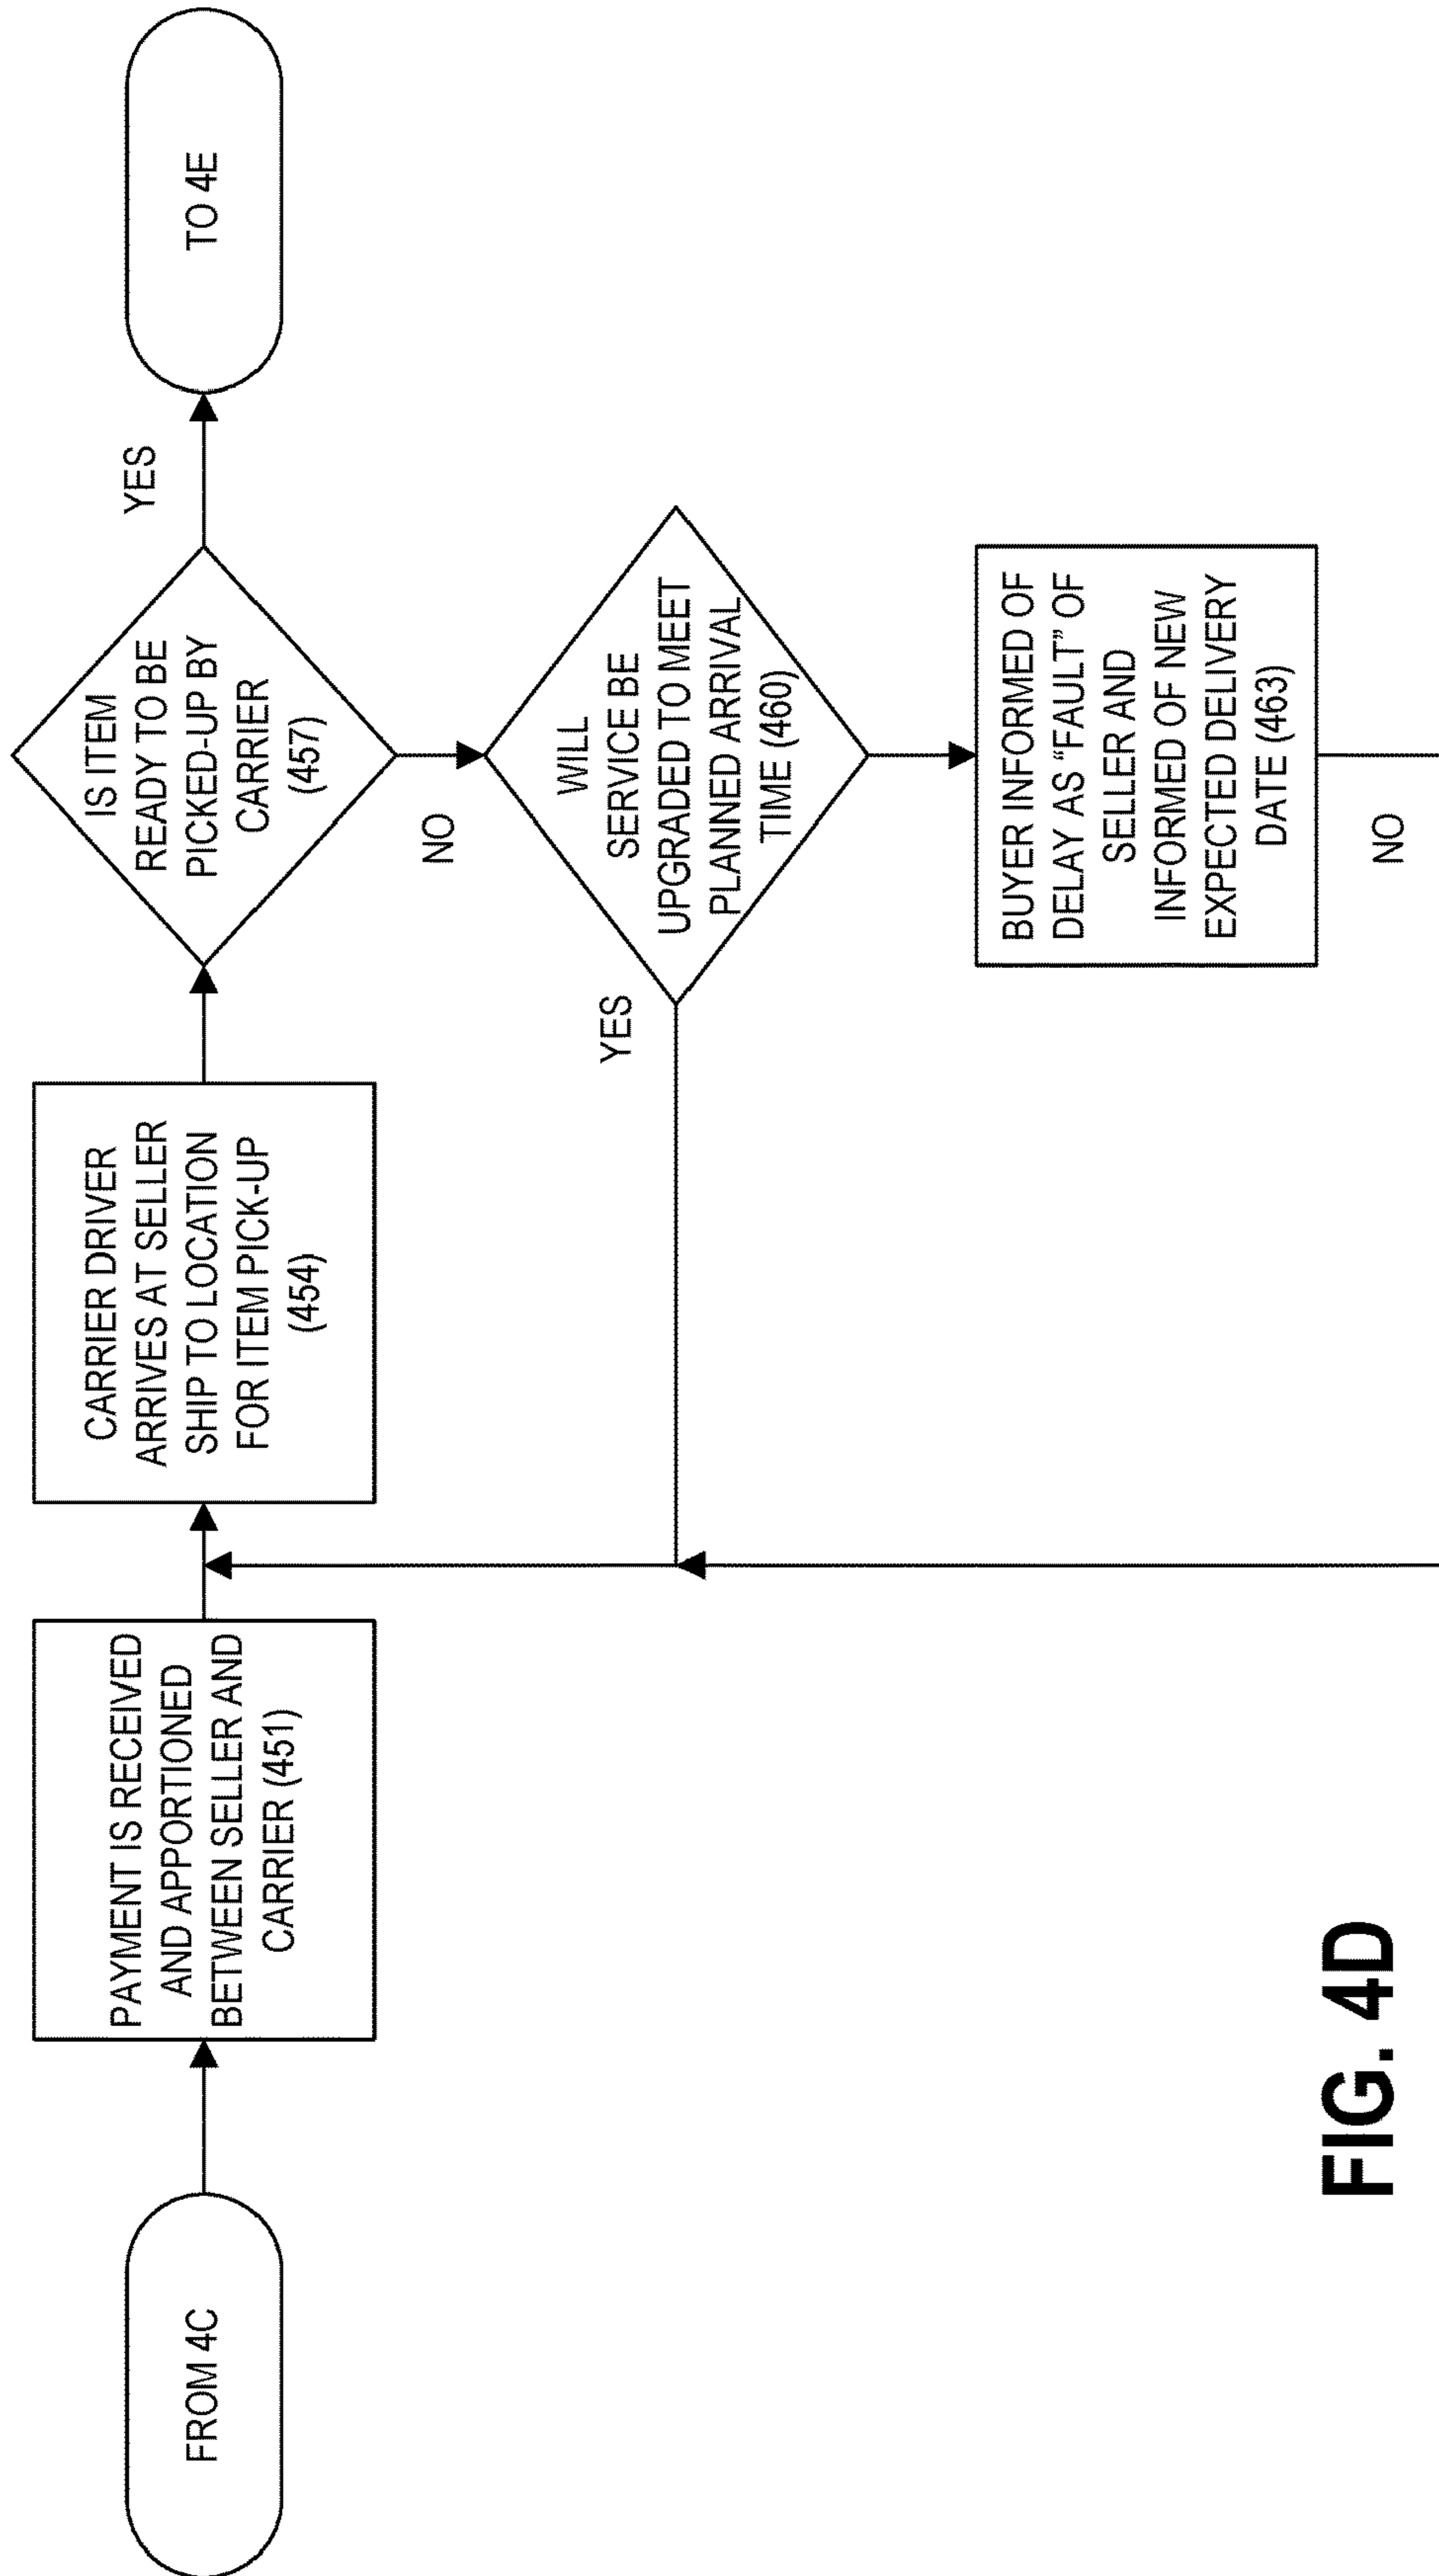 FROM 4C
PAYMENT IS RECEIVED
AND APPORTIONED
BETWEEN SELLER AND
CARRIER (451)
CARRIER DRIVER
ARRIVES AT SELLER
SHIP TO LOCATION
FOR ITEM PICK-UP
(454)
IS ITEM
READY TO BE
PICKED-UP BY
CARRIER
(457)
YES
TO 4E
NO
WILL
SERVICE BE
UPGRADED TO MEET
PLANNED ARRIVAL
TIME (460)
YES
BUYER INFORMED OF
DELAY AS “FAULT” OF
SELLER AND
INFORMED OF NEW
EXPECTED DELIVERY
DATE (463)
NO
FIG. 4D